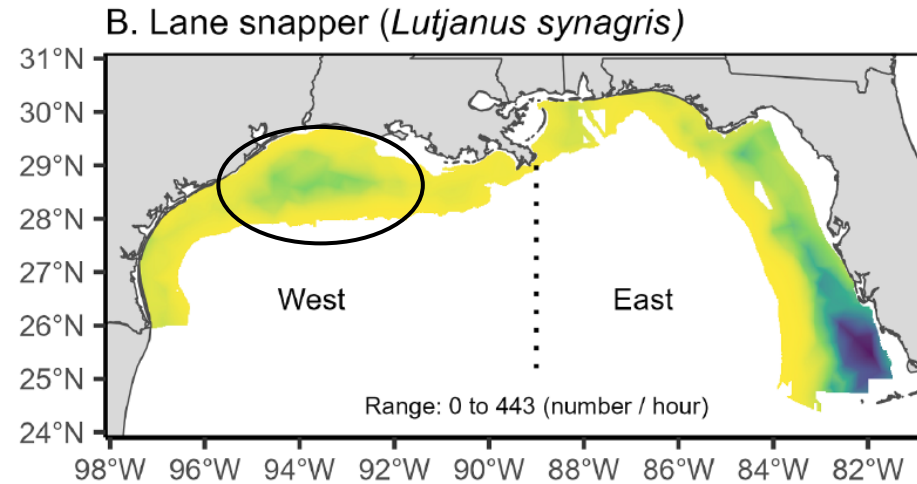 B. Lane snapper (Lutjanus synagris)
31°N
30°N
29°N
28°N
27°N
26°N
25°N
24°N
West
East
Range: 0 to 443 (number / hour)
98°W 96°W 94°W 92°W 90°W 88°W 86°W 84°W 82°W